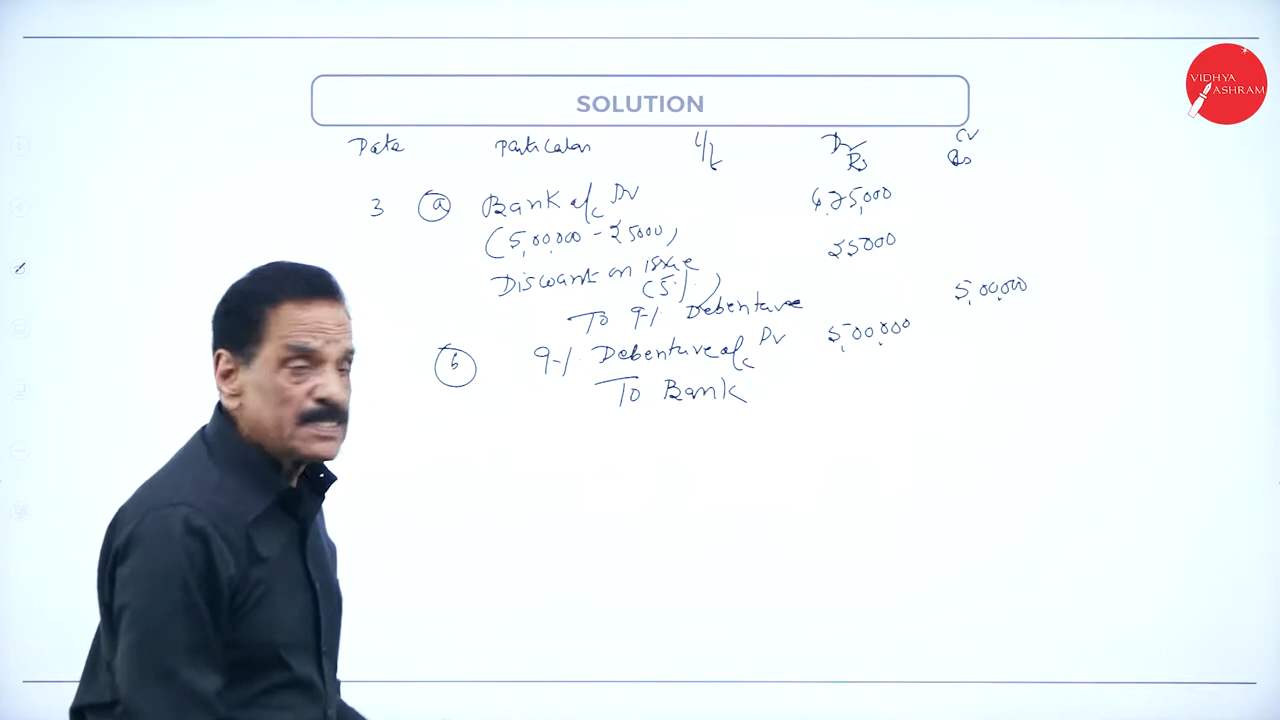 VIDHYA ASHRAM
SOLUTION
Date Particulars L/f Dr Rs Cr Rs
3 (a) Bank a/c Dr 4,75,000
(5,00,000 - 25000)
25000
Discount on issue
(5%)
To 9% Debenture 5,00,000
(b) 9% Debenture a/c Dr 5,00,000
To Bank